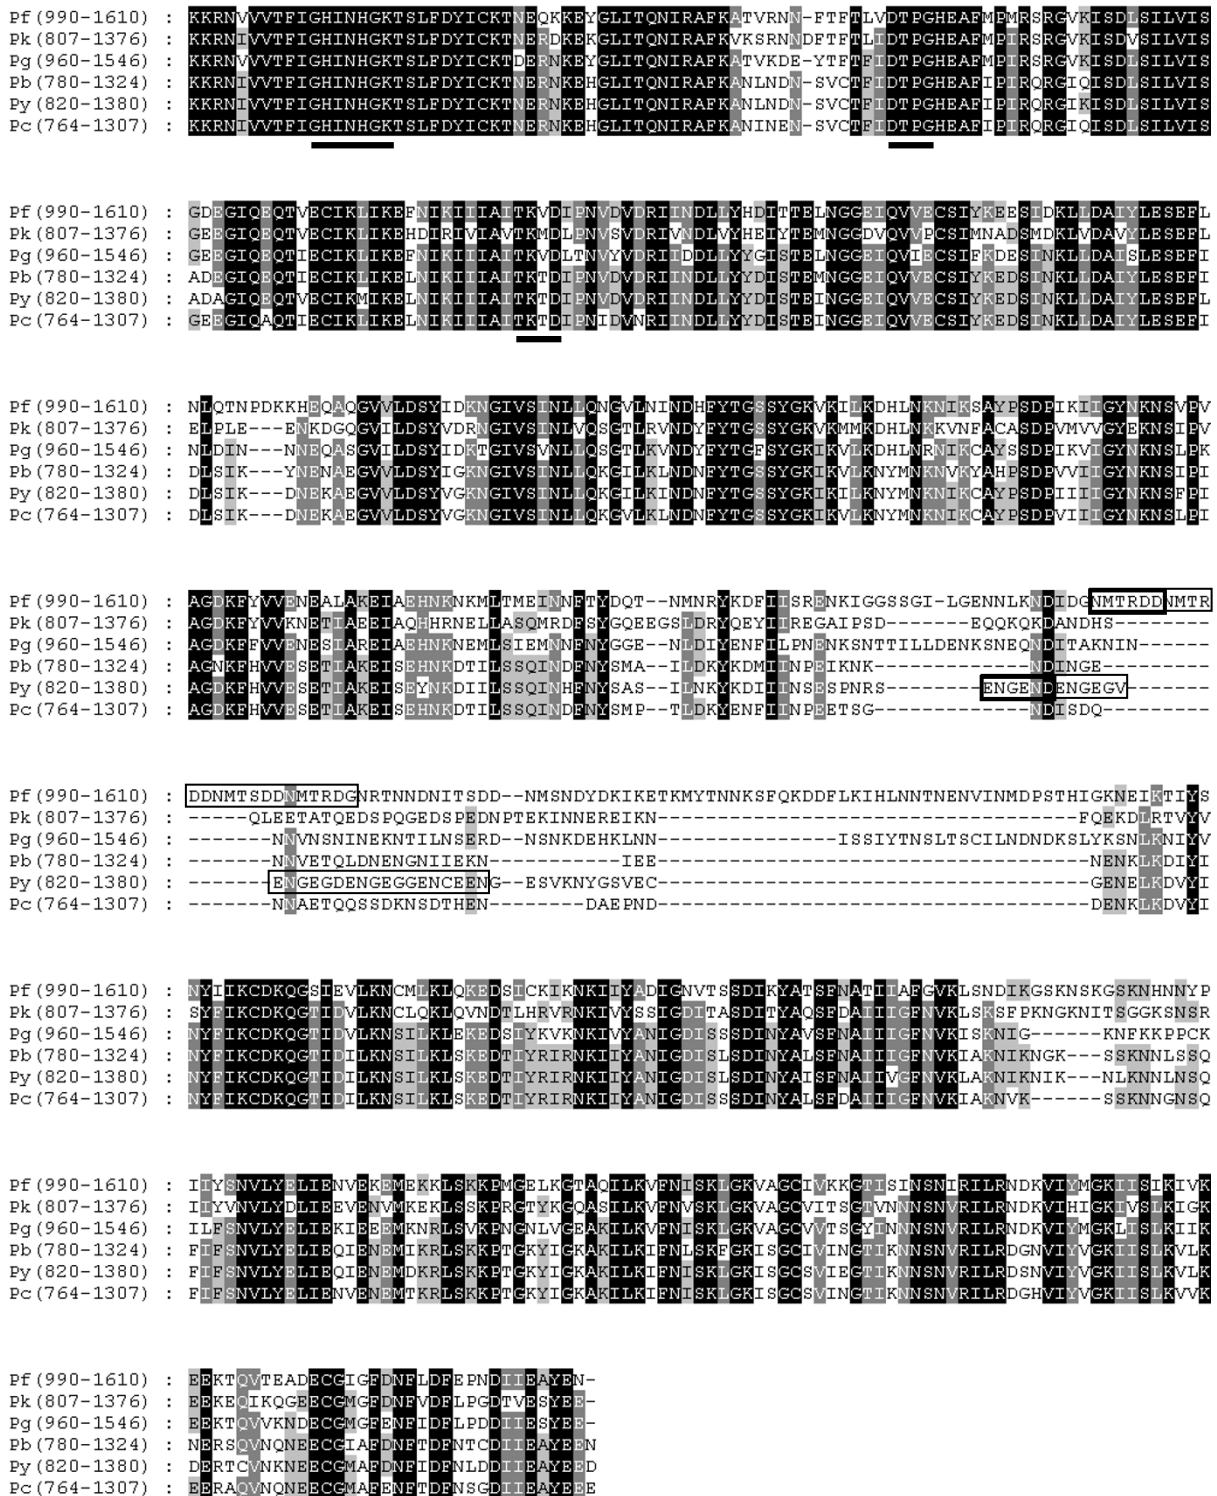 Pf(990-1610) : KKRNVVVTFIGHINHGKTSLFDYICKTNEQKKEYGLITQNIRAFKATVRNN-FTFTLVDTPGHEAFMPMRSRGVKISDLSILVIS
Pk(807-1376) : KKRNIVVTFIGHINHGKTSLFDYICKTNERDKEKGLITQNIRAFKVKSRNNDFTFTLIDTPGHEAFMPIRSRGVKISDVSILVIS
Pg(960-1546) : KKRNVVVTFIGHINHGKTSLFDYICKTDERNKEYGLITQNIRAFKATVKDE-YTFTFIDTPGHEAFMPIRSRGVKISDLSILVIS
Pb(780-1324) : KKRNIVVTFIGHINHGKTSLFDYICKTNERNKEHGLITQNIRAFKANLNDN-SVCTFIDTPGHEAFIPIRQRGIQISDLSILVIS
Py(820-1380) : KKRNIVVTFIGHINHGKTSLFDYICKTNERNKEHGLITQNIRAFKANLNDN-SVCTFIDTPGHEAFIPIRQRGIKISDLSILVIS
Pc(764-1307) : KKRNIVVTFIGHINHGKTSLFDYICKTNERNKEHGLITQNIRAFKANINEN-SVCTFIDTPGHEAFIPIRQRGIQISDLSILVIS
Pf(990-1610) : GDEGIQEQTVECIKLIKEFNIKIIIAITKVDIPNVDVDRIINDLLYHDITTELNGGEIQVVECSIYKEESIDKLLDAIYLESEFL
Pk(807-1376) : GEEGIQEQTVECIKLIKEHDIRIVIAVTKMDLPNVSVDRIVNDLVYHEIYTEMNGGDVQVVPCSIMNADSMDKLVDAVYLESEFL
Pg(960-1546) : GEEGIQEQTIECIKLIKEFNIKIIIAITKVDLTNVYVDRIIDDLLYYGISTELNGGEIQVIECSIFKDESINKLLDAISLESEFI
Pb(780-1324) : ADEGIQEQTIECIKLIKELNIKIIIAITKTDIPNVDVDRIINDLLYYDISTEMNGGEIQVVECSIYKEDSINKLLDAIYLESEFI
Py(820-1380) : ADAGIQEQTVECIKMIKELNIKIIIAITKTDIPNVDVDRIINDLLYYDISTEINGGEIQVVECSIYKEDSINKLLDAIYLESEFL
Pc(764-1307) : GEEGIQAQTIECIKLIKELNIKIIIAITKTDIPNIDVNRIINDLLYYDISTEINGGEIQVVECSIYKEDSINKLLDAIYLESEFI
Pf(990-1610) : NLQTNPDKKHEQAQGVVLDSYIDKNGIVSINLLQNGVLNINDHFYTGSSYGKVKILKDHLNKNIKSAYPSDPIKIIGYNKNSVPV
Pk(807-1376) : ELPLE---ENKDGQGVILDSYVDRNGIVSINLVQSGTLRVNDYFYTGSSYGKVKMMKDHLNKKVNFACASDPVMVVGYEKNSIPV
Pg(960-1546) : NLDIN---NNEQASGVILDSYIDKTGIVSVNLLQSGTLKVNDYFYTGFSYGKIKVLKDHLNRNIKCAYSSDPIKVIGYNKNSLPK
Pb(780-1324) : DLSIK---YNENAEGVVLDSYIGKNGIVSINLLQKGILKLNDNFYTGSSYGKIKVLKNYMNKNVKYAHPSDPVVIIGYNKNSIPI
Py(820-1380) : DLSIK---DNEKAEGVVLDSYVGKNGIVSINLLQKGILKINDNFYTGSSYGKIKILKNYMNKNIKCAYPSDPIIIIGYNKNSFPI
Pc(764-1307) : DLSIK---DNEKAEGVVLDSYVGKNGIVSINLLQKGVLKLNDNFYTGSSYGKIKVLKNYMNKNIKCAYPSDPVIIIGYNKNSLPI
Pf(990-1610) : AGDKFYVVENEALAKEIAEHNKNKMLTMEINNFTYDQT--NMNRYKDFIIISRENKIGGSSGI-LGENNLKNDIDGNMTRDDNMTR
Pk(807-1376) : AGDKFYVVKNETIAEEIAQHHRNELLASQMRDFSYGQEEGSLDRYQEYIIREGAIPSD-------EQQKQKDANDHS--------
Pg(960-1546) : AGDKFFVVENESIAREIAEHNKNEMLSIEMNNFNYGGE--NLDIYENFILPNENKSNTTILLDENKSNEQNDITAKNIN------
Pb(780-1324) : AGNKFHVVESETIAKEISEHNKDTILSSQINDFNYSMA--ILDKYKDMIINPEIKNK-------------NDINGE---------
Py(820-1380) : AGDKFHVVESETIAKEISEYNKDIILSSQINHFNYSAS--ILNKYKDIIINSESPNRS--------ENGENDENGEGV-------
Pc(764-1307) : AGDKFHVVESETIAKEISEHNKDTILSSQINDFNYSMP--TLDKYENFIINPEETSG-------------NDISDQ---------
Pf(990-1610) : DDNMTSDDNMTRDGNRTNNDNITSDD--NMSNDYDKIKETKMYTNNKSFQKDDFLKIHLNNTNENVINMDPSTHIGKNEIKTIYS
Pk(807-1376) : -----QLEETATQEDSPQGEDSPEDNPTEKINNEREIKN-----------------------------------FQEKDLRTVYV
Pg(960-1546) : -------NNVNSNINEKNTILNSERD--NSNKDEHKLNN---------------ISSIYTNSLTSCILNDNDKSLYKSNLKNIYV
Pb(780-1324) : -------NNVETQLDNENGNIIEKN-----------IEE------------------------------------NENKLKDIYI
Py(820-1380) : -------ENGEGDENGEGGENCEENG--ESVKNYGSVEC------------------------------------GENELKDVYI
Pc(764-1307) : -------NNAETQQSSDKNSDTHEN--------DAEPND------------------------------------DENKLKDVYI
Pf(990-1610) : NYIIKCDKQGSIEVLKNCMLKLQKEDSICKIKNKIIYADIGNVTSSDIKYATSFNATIIAFGVKLSNDIKGSKNSKGSKNHNNYP
Pk(807-1376) : SYFIKCDKQGTIDVLKNCLQKLQVNDTLHRVRNKIVYSSIGDITASDITYAQSFDAIIIGFNVKLSKSFPKNGKNITSGGKSNSR
Pg(960-1546) : NYFIKCDKQGTIDVLKNSILKLEKEDSIYKVKNKIVYANIGDISSSDINYAVSFNAIIIGFNVKISKNIG------KNFKKPPCK
Pb(780-1324) : NYFIKCDKQGTIDILKNSILKLSKEDTIYRIRNKIIYANIGDISLSDINYALSFNAIIIGFNVKIAKNIKNGK---SSKNNLSSQ
Py(820-1380) : NYFIKCDKQGTIDILKNSILKLSKEDTIYRIRNKIIYANIGDISLSDINYAISFNAIIVGFNVKLAKNIKNIK---NLKNNLNSQ
Pc(764-1307) : NYFIKCDKQGTIDILKNSILKLSKEDTIYRIRNKIIYANIGDISSSDINYALSFDAIIIGFNVKIAKNVK------SSKNNGNSQ
Pf(990-1610) : IIYSNVLYELIENVEKEMEKKLSKKPMGELKGTAQILKVFNISKLGKVAGCIVKKGTISINSNIRILRNDKVIYMGKIISIKIVK
Pk(807-1376) : IIYVNVLYDLIEEVENVMKEKLSSKPRGTYKGQASILKVFNVSKLGKVAGCVITSGTVNNNSNVRILRNDKVIHIGKIVSLKIGK
Pg(960-1546) : ILFSNVLYELIEKIEEEMKNRLSVKPNGNLVGEAKILKVFNISKLGKVAGCVVTSGYINNNSNVRILRNDKVIYMGKLISLKIIK
Pb(780-1324) : FIFSNVLYELIEQIENEMIKRLSKKPTGKYIGKAKILKIFNLSKFGKISGCIVINGTIKNNSNVRILRDGNVIYVGKIISLKVLK
Py(820-1380) : FIFSNVLYELIEQIENEMDKRLSKKPTGKYIGKAKILKIFNISKLGKISGCSVIEGTIKNNSNVRILRDSNVIYVGKIISLKVLK
Pc(764-1307) : FIFSNVLYELIENVENEMTKRLSKKPTGKYIGKAKILKIFNISKLGKISGCSVINGTIKNNSNVRILRDGHVIYVGKIISLKVVK
Pf(990-1610) : EEKTQVTEADECGIGFDNFLDFEPNDIIEAYEN-
Pk(807-1376) : EEKEQIKQGEECGMGFDNFVDFLPGDTVESYEE-
Pg(960-1546) : EEKTQVVKNDECGMGFENFIDFLPDDIIESYEE-
Pb(780-1324) : NERSQVNQNEECGIAFDNFTDFNTCDIIEAYEEN
Py(820-1380) : DERTCVNKNEECGMAFDNFIDFNLDDIIEAYEED
Pc(764-1307) : EERAQVNQNEECGMAFENFTDFNSGDIIEAYEEE